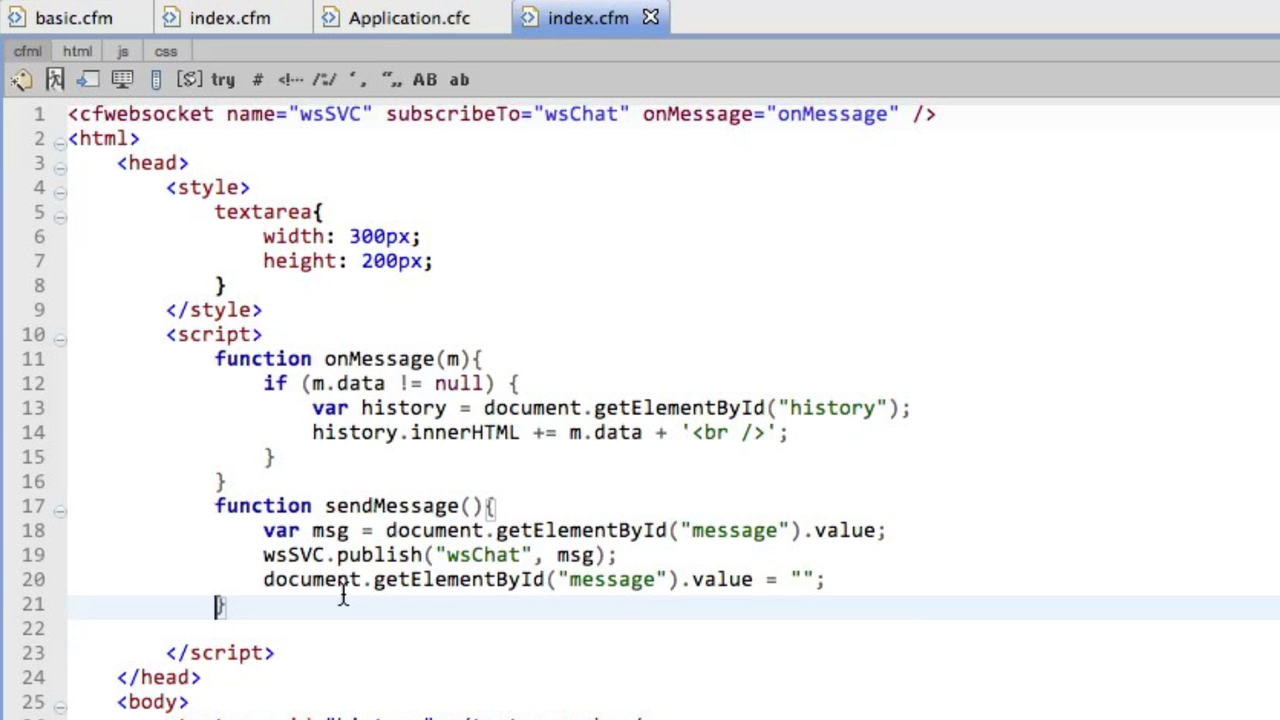 basic.cfm index.cfm Application.cfc index.cfm
cfml html js css
[$] try # <!-- /:/ ‘, “„ AB ab
1 <cfwebsocket name="wsSVC" subscribeTo="wsChat" onMessage="onMessage" />
2 <html>
3 <head>
4 <style>
5 textarea{
6 width: 300px;
7 height: 200px;
8 }
9 </style>
10 <script>
11 function onMessage(m){
12 if (m.data != null) {
13 var history = document.getElementById("history");
14 history.innerHTML += m.data + '<br />';
15 }
16 }
17 function sendMessage(){
18 var msg = document.getElementById("message").value;
19 wsSVC.publish("wsChat", msg);
20 document.getElementById("message").value = "";
21 }
22
23 </script>
24 </head>
25 <body>